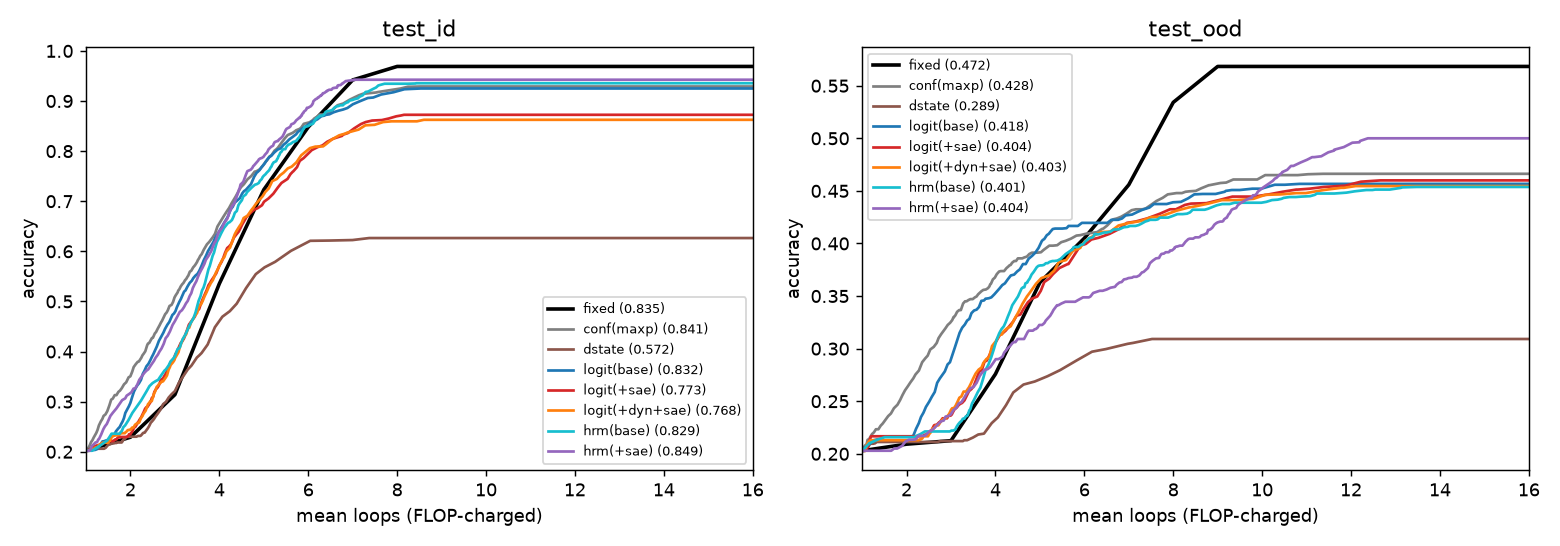 test_id
accuracy
1.0
0.9
0.8
0.7
0.6
0.5
0.4
0.3
0.2
2 4 6 8 10 12 14 16
mean loops (FLOP-charged)
fixed (0.835)
conf(maxp) (0.841)
dstate (0.572)
logit(base) (0.832)
logit(+sae) (0.773)
logit(+dyn+sae) (0.768)
hrm(base) (0.829)
hrm(+sae) (0.849)
test_ood
accuracy
0.55
0.50
0.45
0.40
0.35
0.30
0.25
0.20
2 4 6 8 10 12 14 16
mean loops (FLOP-charged)
fixed (0.472)
conf(maxp) (0.428)
dstate (0.289)
logit(base) (0.418)
logit(+sae) (0.404)
logit(+dyn+sae) (0.403)
hrm(base) (0.401)
hrm(+sae) (0.404)